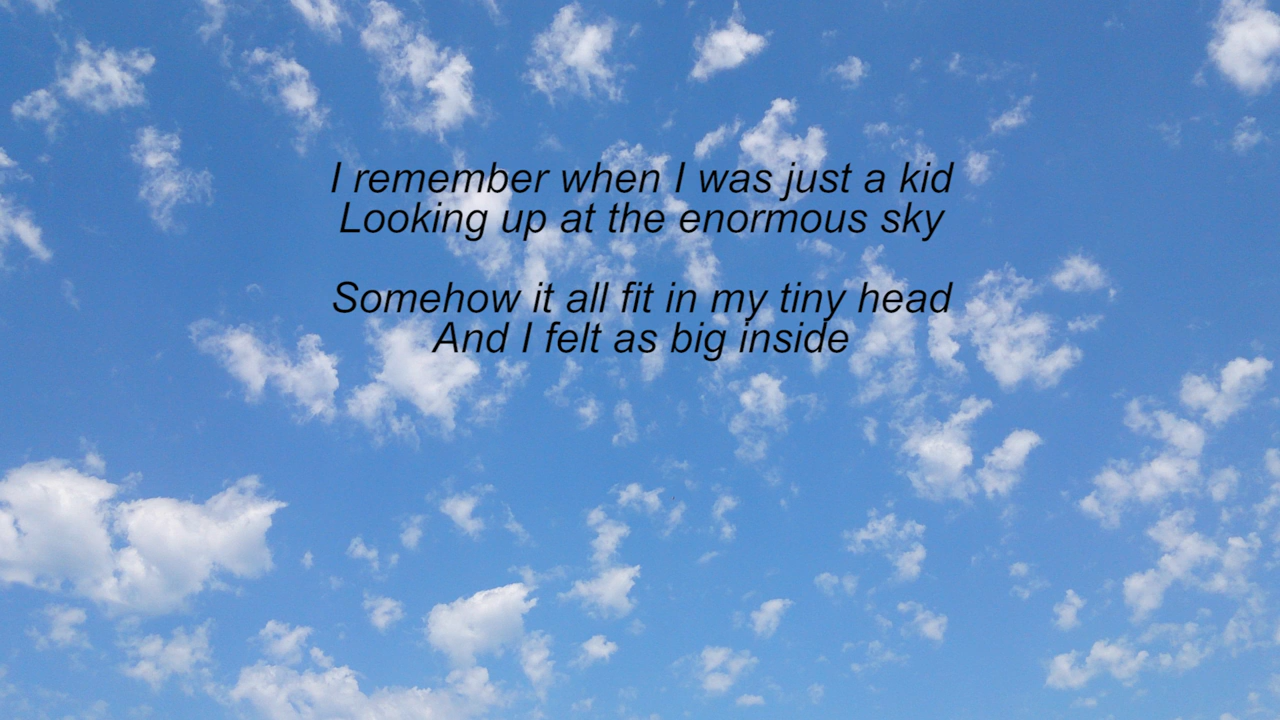 I remember when I was just a kid
Looking up at the enormous sky
Somehow it all fit in my tiny head
And I felt as big inside